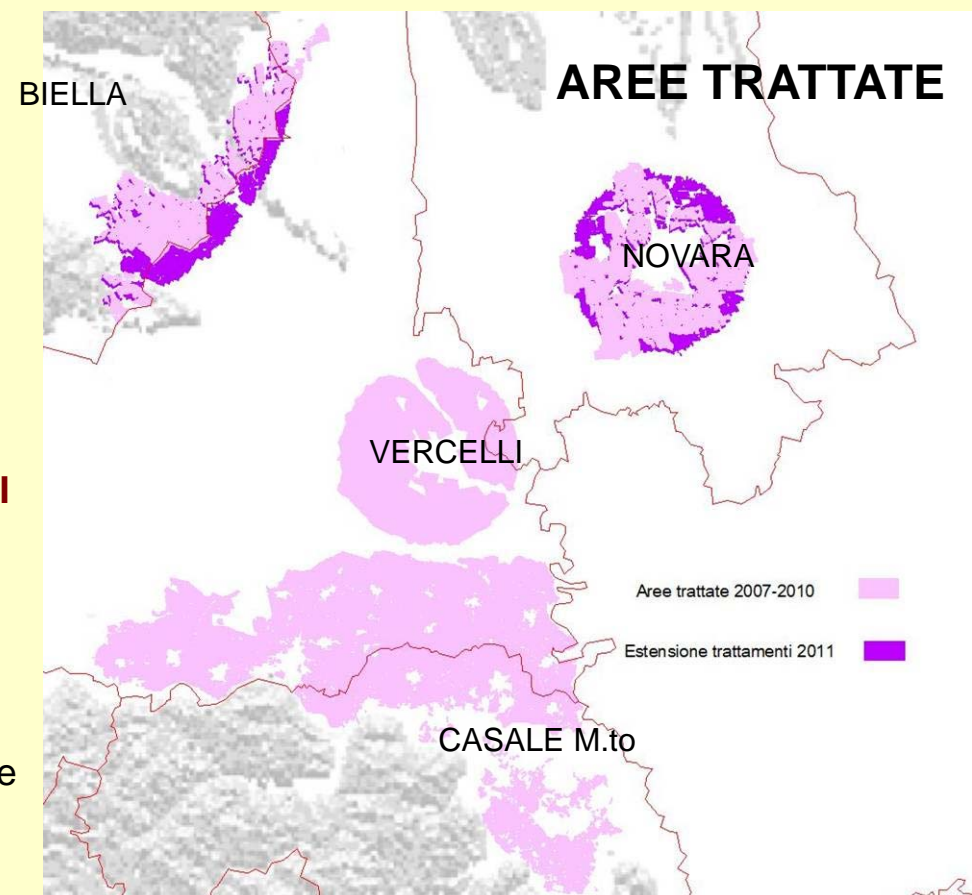 AREE TRATTATE
BIELLA
NOVARA
VERCELLI
I
Aree trattate 2007-2010
Estensione trattamenti 2011
CASALE M.to
e